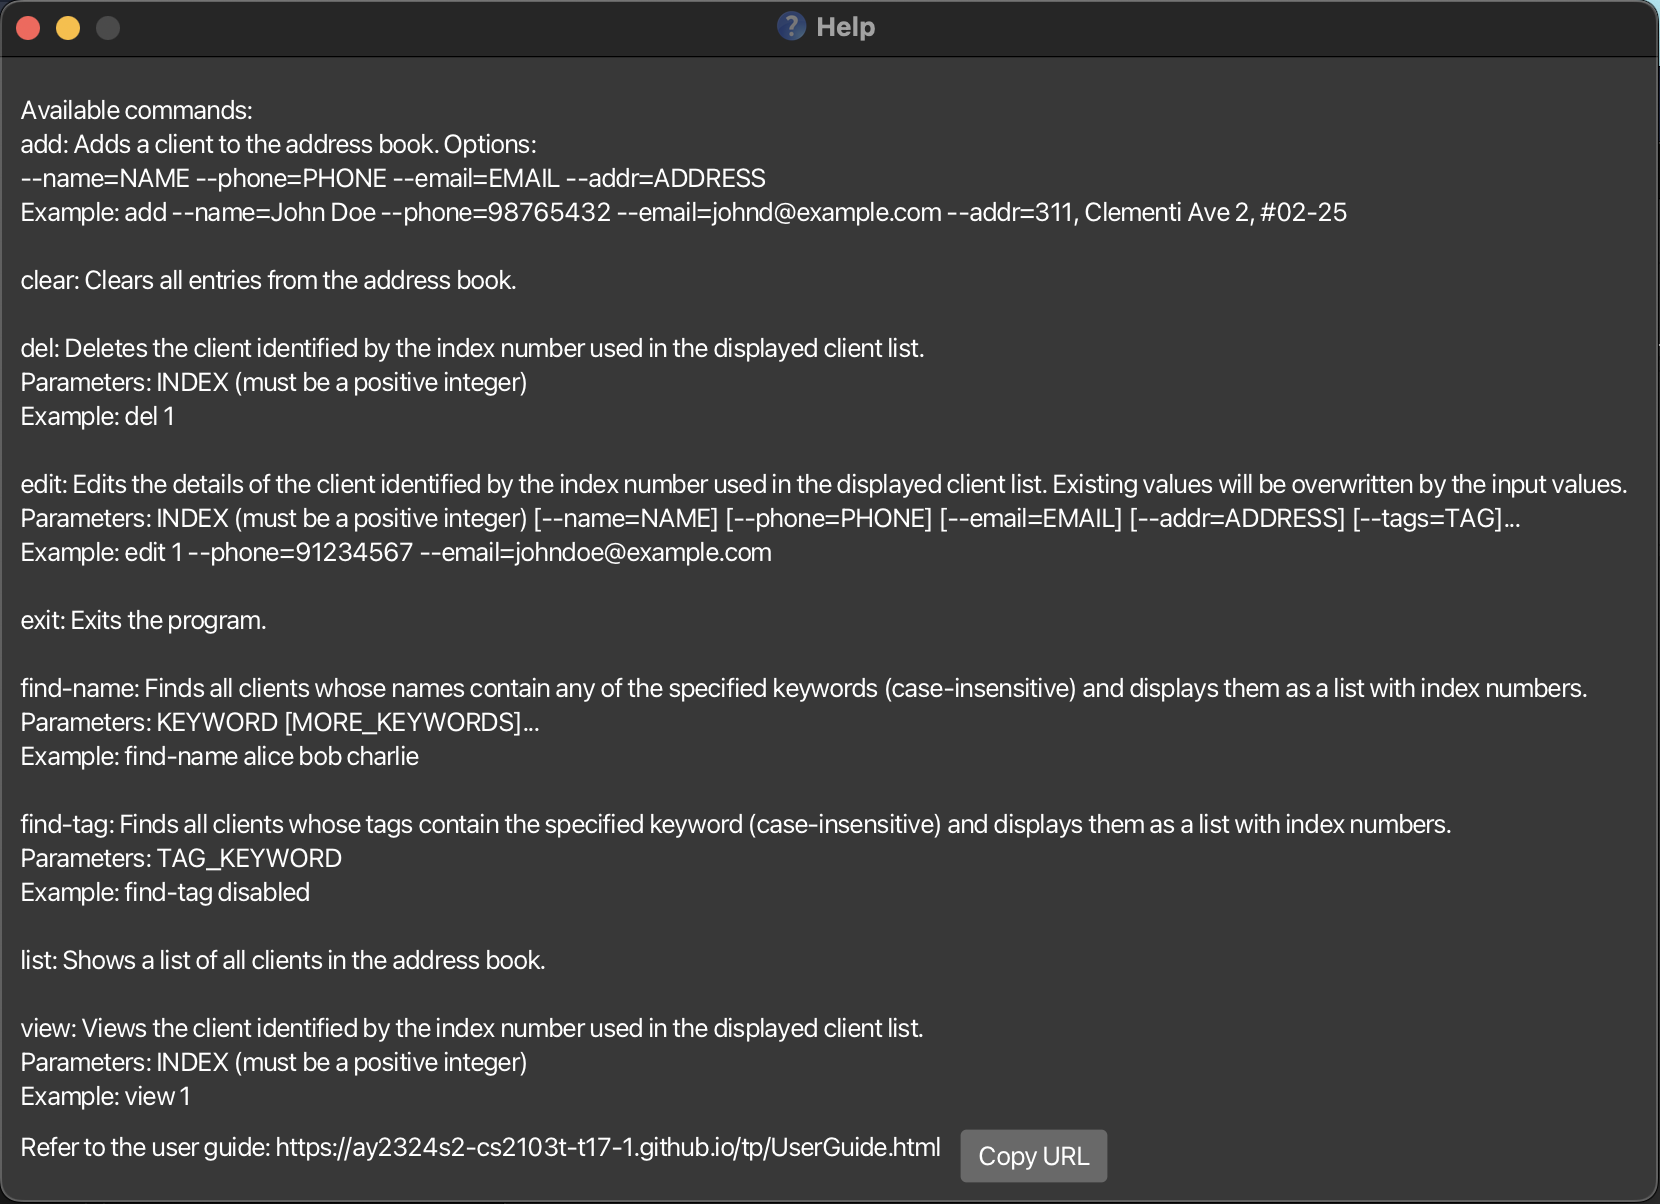 Help
Available commands:
add: Adds a client to the address book. Options:
--name=NAME --phone=PHONE --email=EMAIL --addr=ADDRESS
Example: add --name=John Doe --phone=98765432 --email=johnd@example.com --addr=311, Clementi Ave 2, #02-25
clear: Clears all entries from the address book.
del: Deletes the client identified by the index number used in the displayed client list.
Parameters: INDEX (must be a positive integer)
Example: del 1
edit: Edits the details of the client identified by the index number used in the displayed client list. Existing values will be overwritten by the input values.
Parameters: INDEX (must be a positive integer) [--name=NAME] [--phone=PHONE] [--email=EMAIL] [--addr=ADDRESS] [--tags=TAG]...
Example: edit 1 --phone=91234567 --email=johndoe@example.com
exit: Exits the program.
find-name: Finds all clients whose names contain any of the specified keywords (case-insensitive) and displays them as a list with index numbers.
Parameters: KEYWORD [MORE_KEYWORDS]...
Example: find-name alice bob charlie
find-tag: Finds all clients whose tags contain the specified keyword (case-insensitive) and displays them as a list with index numbers.
Parameters: TAG_KEYWORD
Example: find-tag disabled
list: Shows a list of all clients in the address book.
view: Views the client identified by the index number used in the displayed client list.
Parameters: INDEX (must be a positive integer)
Example: view 1
Refer to the user guide: https://ay2324s2-cs2103t-t17-1.github.io/tp/UserGuide.html
Copy URL